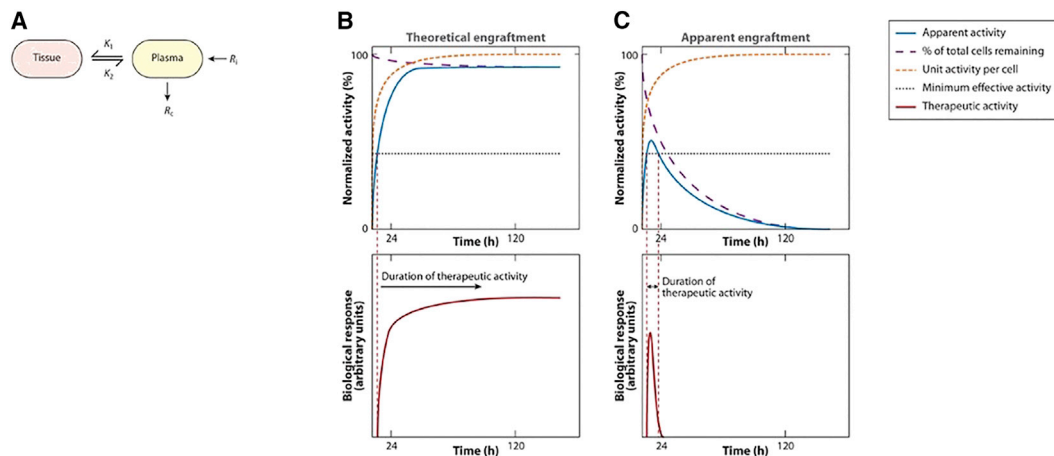 A
Tissue
K1
K2
Plasma
Ri
Rc
B
Theoretical engraftment
Normalized activity (%)
100
0
24
120
Time (h)
Duration of therapeutic activity
Biological response
(arbitrary units)
24
120
Time (h)
C
Apparent engraftment
Normalized activity (%)
100
0
24
120
Time (h)
Duration of
therapeutic activity
Biological response
(arbitrary units)
24
120
Time (h)
Apparent activity
% of total cells remaining
Unit activity per cell
Minimum effective activity
Therapeutic activity